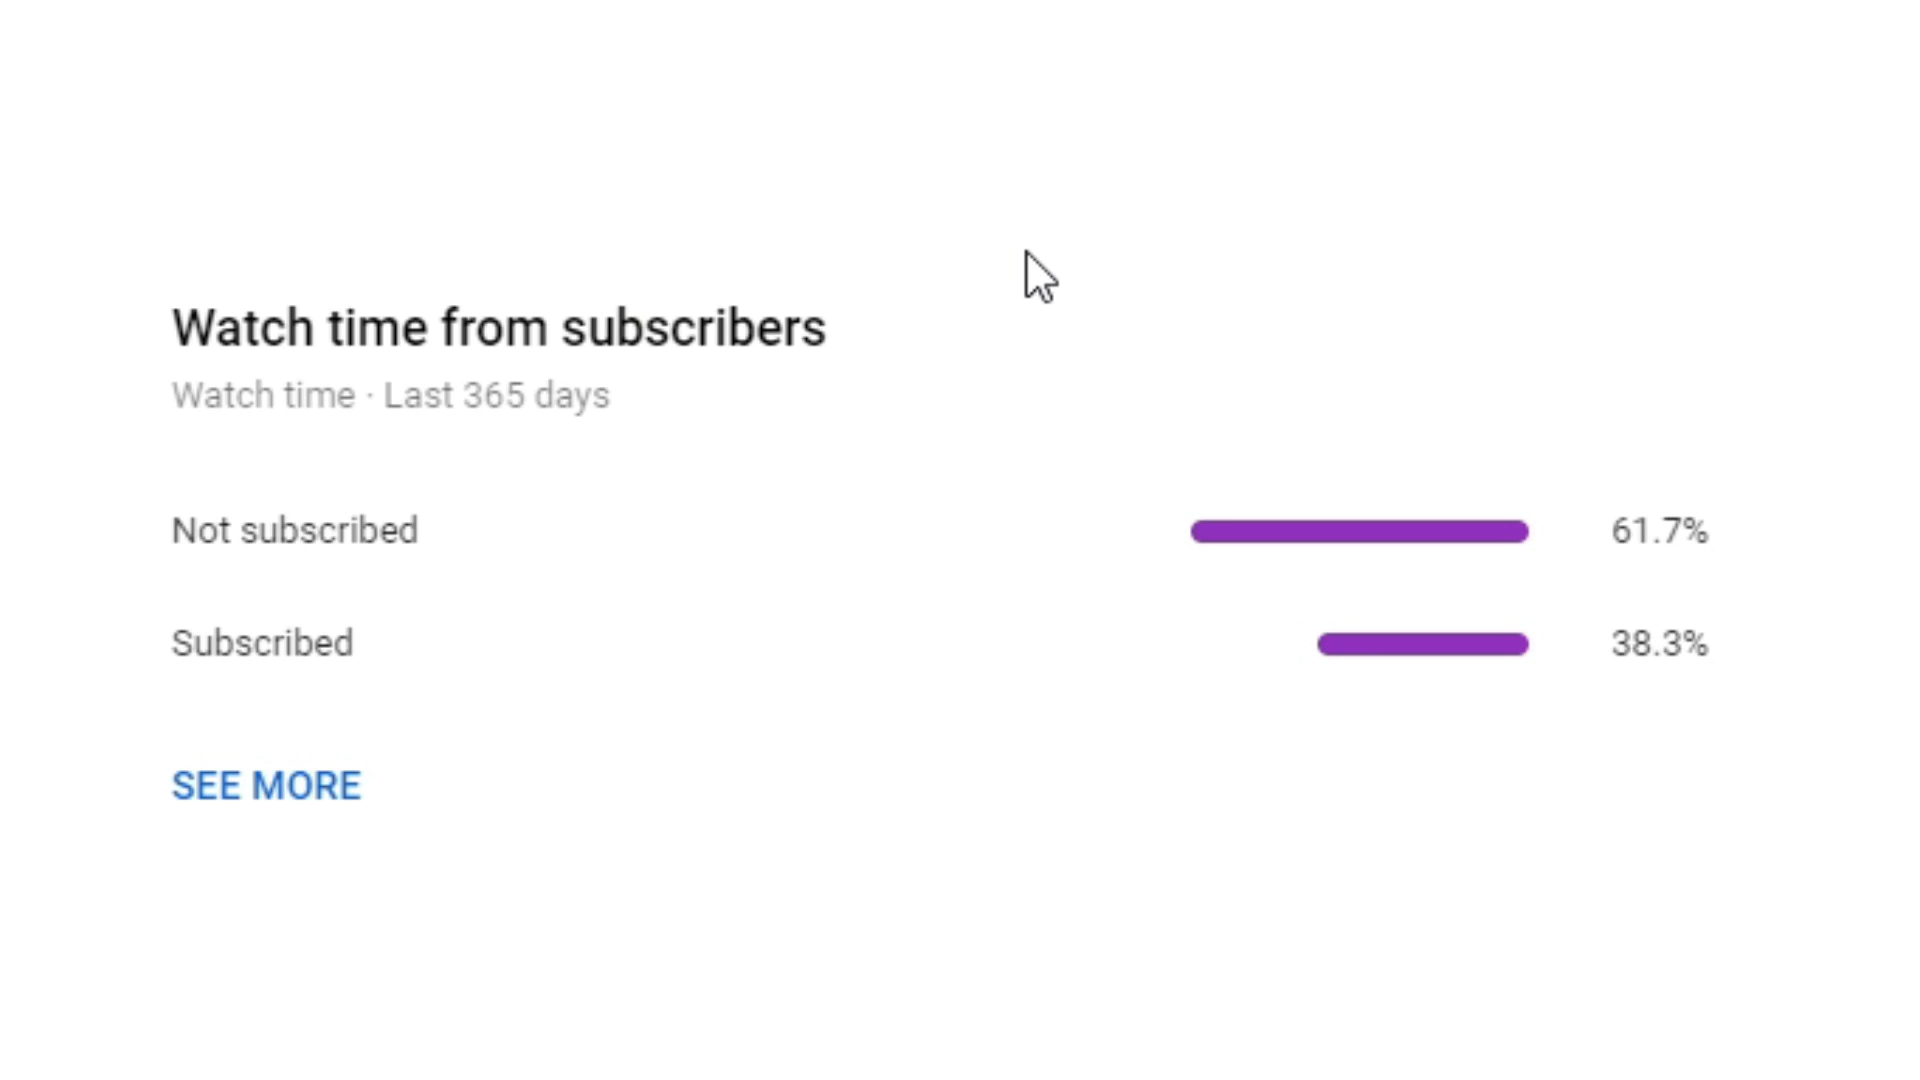 Watch time from subscribers
Watch time · Last 365 days
Not subscribed 61.7%
Subscribed 38.3%
SEE MORE